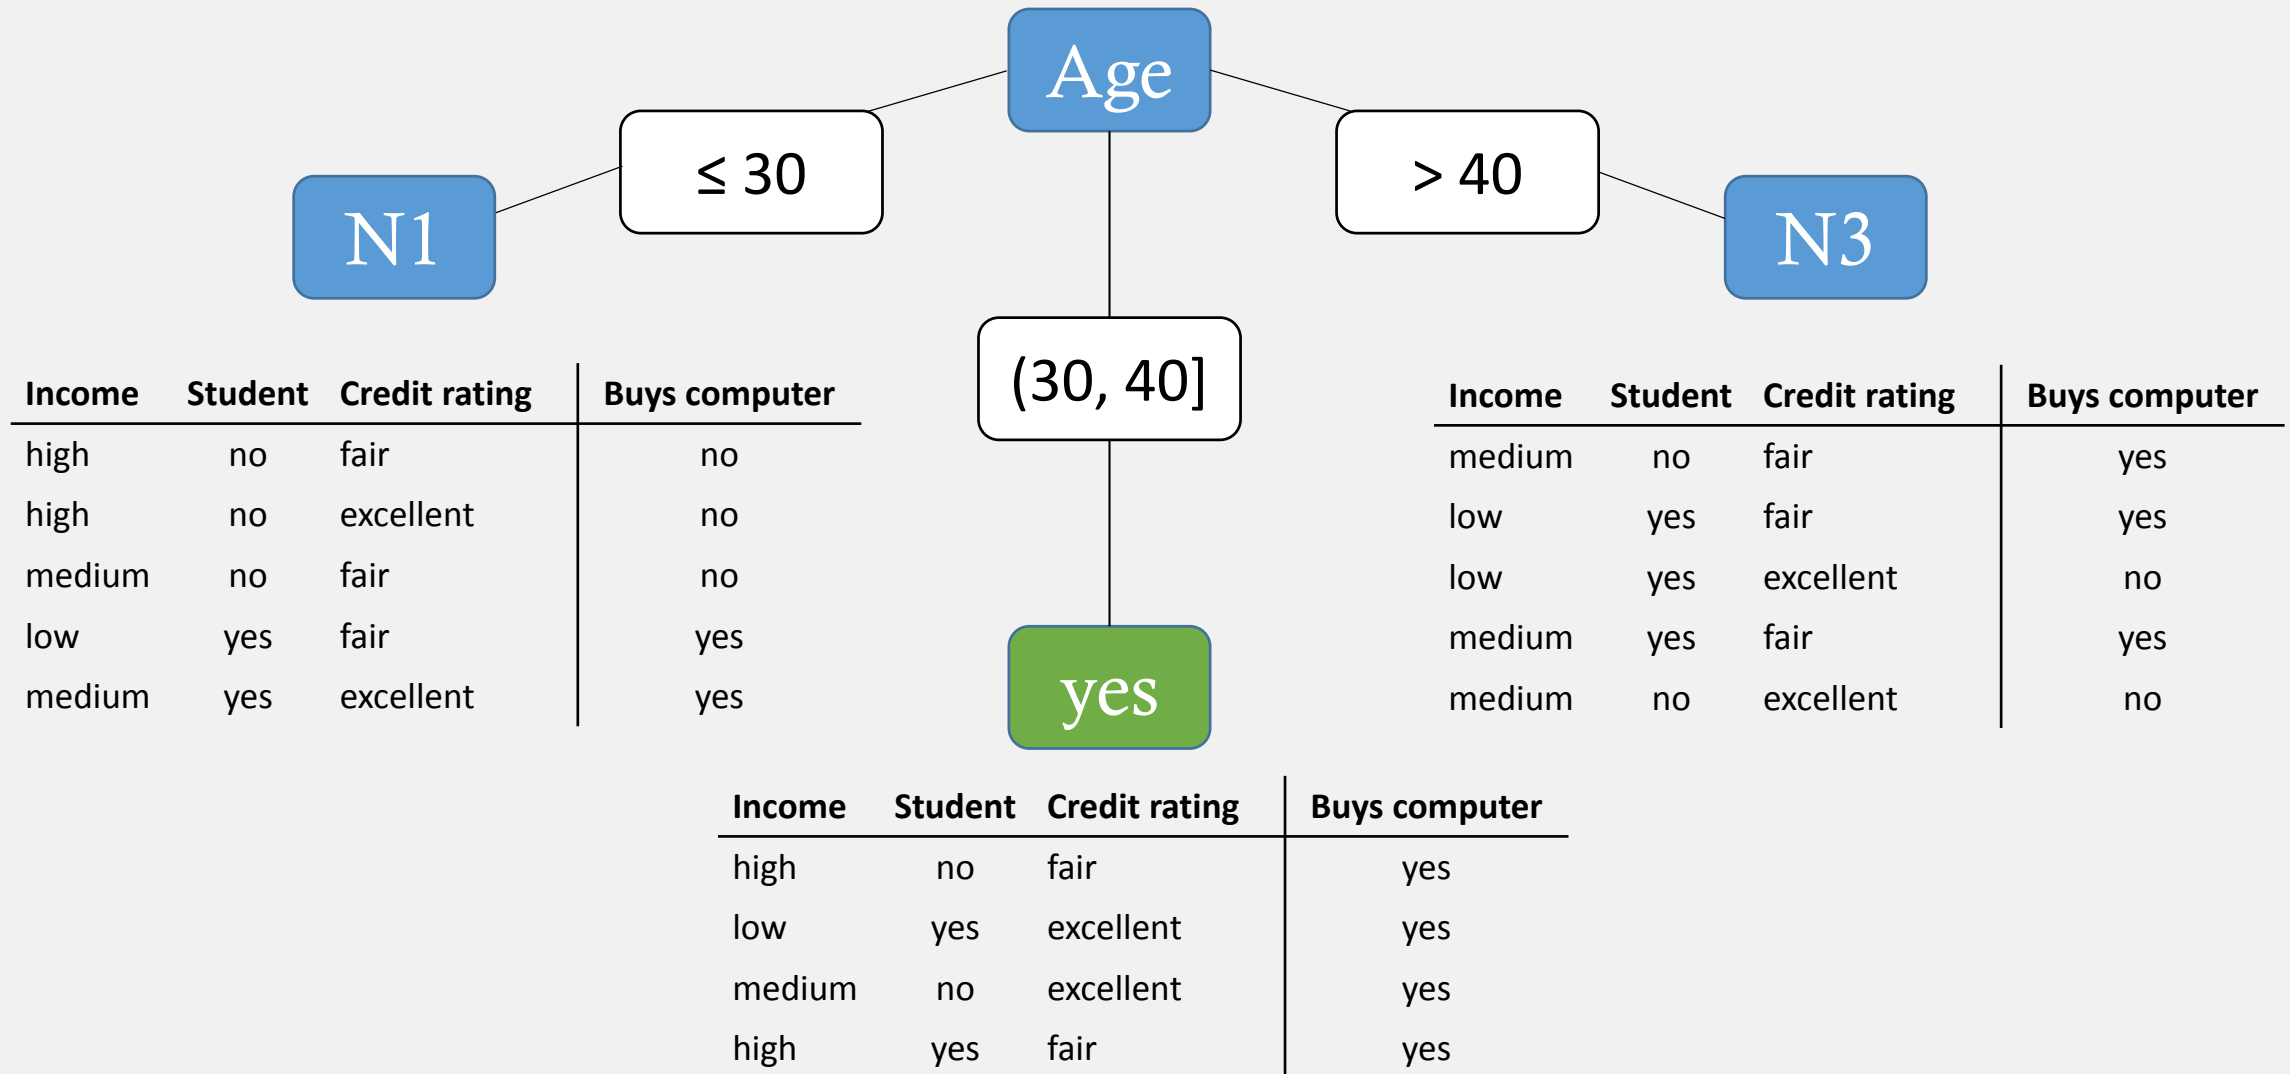 Age
≤ 30
> 40
N1
N3
(30, 40]
Income Student Credit rating Buys computer
high no fair no
high no excellent no
medium no fair no
low yes fair yes
medium yes excellent yes
Income Student Credit rating Buys computer
medium no fair yes
low yes fair yes
low yes excellent no
medium yes fair yes
medium no excellent no
yes
Income Student Credit rating Buys computer
high no fair yes
low yes excellent yes
medium no excellent yes
high yes fair yes